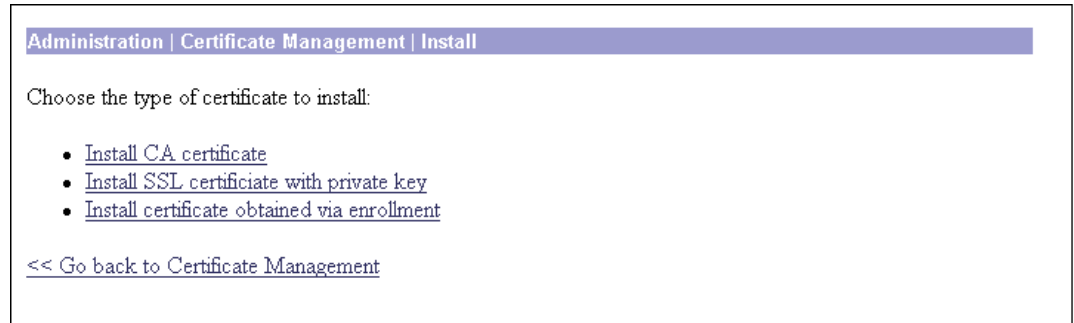 Administration | Certificate Management | Install
Choose the type of certificate to install:
Install CA certificate
Install SSL certificiate with private key
Install certificate obtained via enrollment
<< Go back to Certificate Management